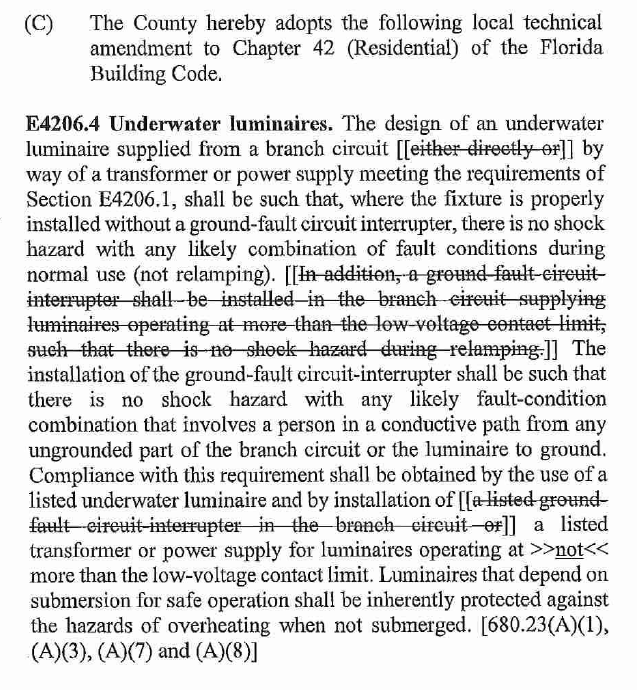 (C) The County hereby adopts the following local technical
amendment to Chapter 42 (Residential) of the Florida
Building Code.
E4206.4 Underwater luminaires. The design of an underwater
luminaire supplied from a branch circuit [[either directly or]] by
way of a transformer or power supply meeting the requirements of
Section E4206.1, shall be such that, where the fixture is properly
installed without a ground-fault circuit interrupter, there is no shock
hazard with any likely combination of fault conditions during
normal use (not relamping). [[In addition, a ground-fault circuit-
interrupter shall be installed in the branch circuit supplying
luminaires operating at more than the low-voltage contact limit,
such that there is no shock hazard during relamping.]] The
installation of the ground-fault circuit-interrupter shall be such that
there is no shock hazard with any likely fault-condition
combination that involves a person in a conductive path from any
ungrounded part of the branch circuit or the luminaire to ground.
Compliance with this requirement shall be obtained by the use of a
listed underwater luminaire and by installation of [[a listed ground-
fault circuit-interrupter in the branch circuit or]] a listed
transformer or power supply for luminaires operating at >>not<<
more than the low-voltage contact limit. Luminaires that depend on
submersion for safe operation shall be inherently protected against
the hazards of overheating when not submerged. [680.23(A)(1),
(A)(3), (A)(7) and (A)(8)]